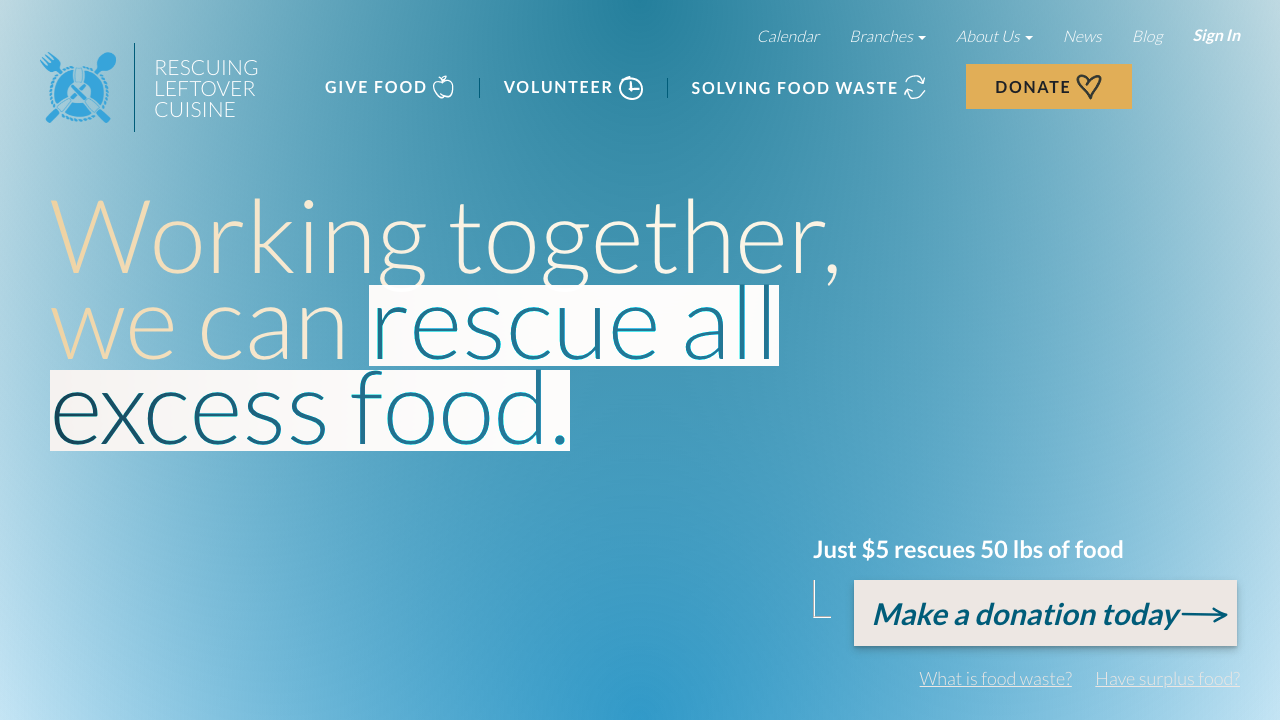 Calendar Branches About Us News Blog Sign In
RESCUING
LEFTOVER
CUISINE
GIVE FOOD VOLUNTEER SOLVING FOOD WASTE DONATE
Working together,
we can rescue all
excess food.
Just $5 rescues 50 lbs of food
Make a donation today
What is food waste? Have surplus food?